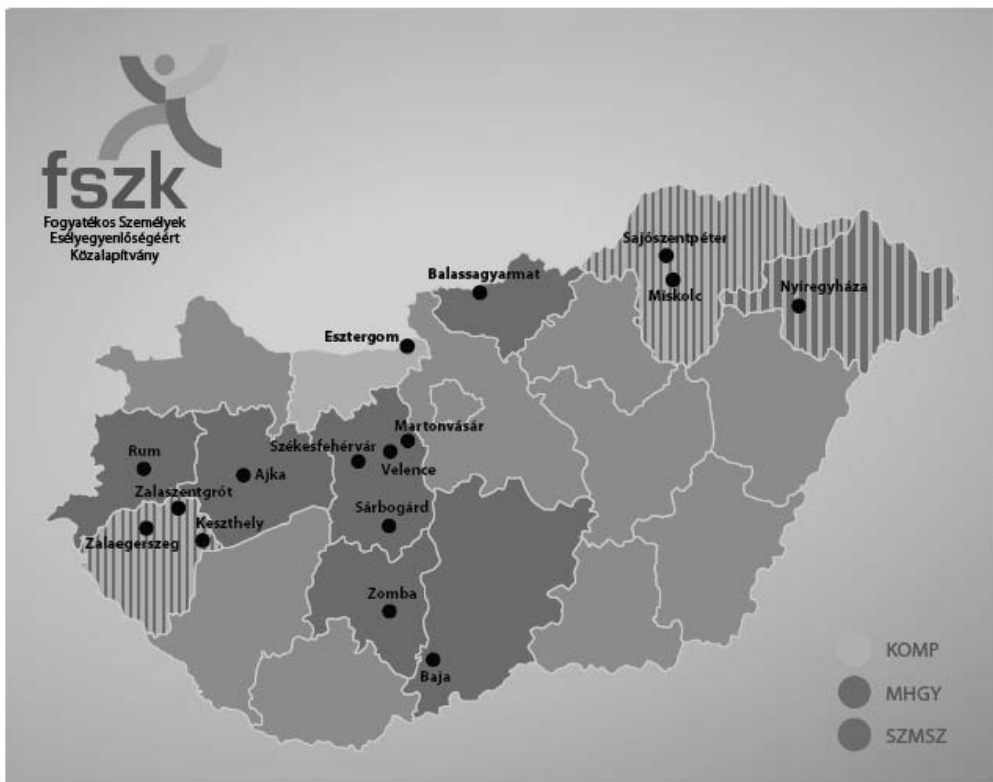 fszk
Fogyatékos Személyek
Esélyegyenlőségéért
Közalapítvány
Sajószentpéter
Balassagyarmat
Miskolc
Nyíregyháza
Esztergom
Martonvásár
Székesfehérvár
Velence
Rum
Ajka
Zalaszentgrót
Keszthely
Sárbogárd
Zalaegerszeg
Zomba
Baja
KOMP
MHGY
SZMSZ